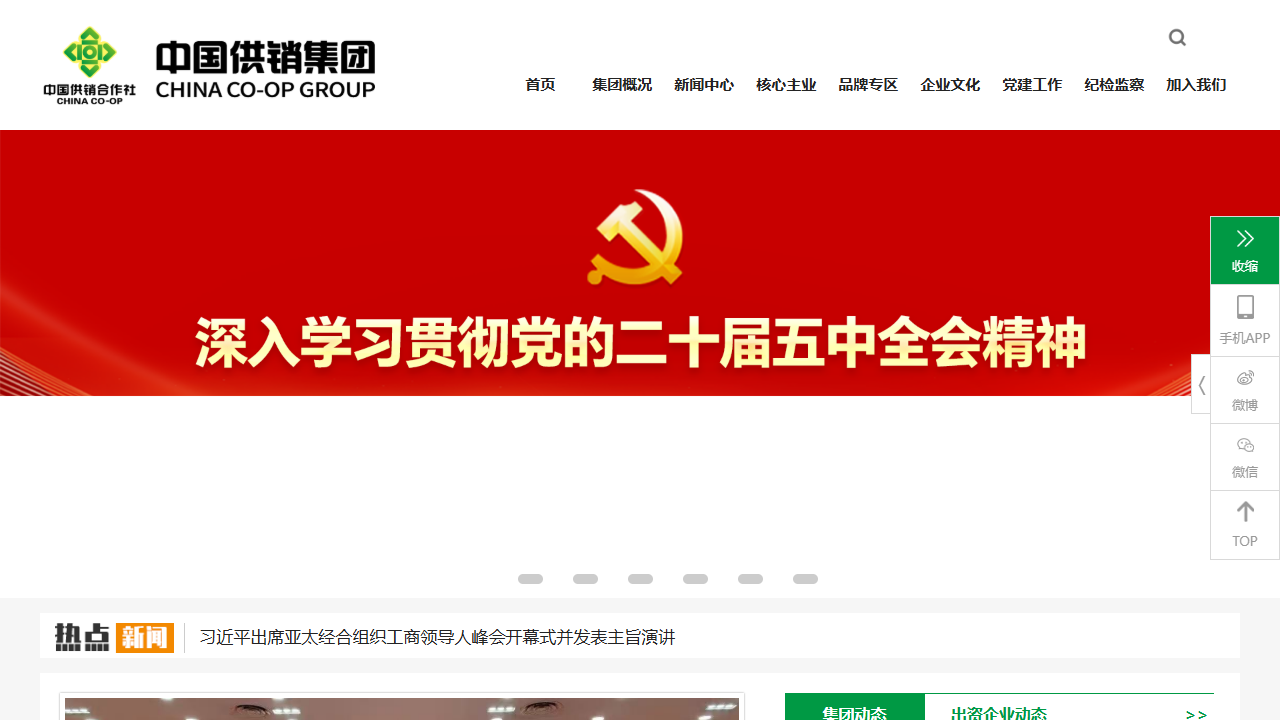 中国供销合作社
CHINA CO-OP
中国供销集团
CHINA CO-OP GROUP
首页 集团概况 新闻中心 核心主业 品牌专区 企业文化 党建工作 纪检监察 加入我们
深入学习贯彻党的二十届五中全会精神
收缩
手机APP
微博
微信
TOP
热点 新闻 习近平出席亚太经合组织工商领导人峰会开幕式并发表主旨演讲
集团动态 出资企业动态 >>